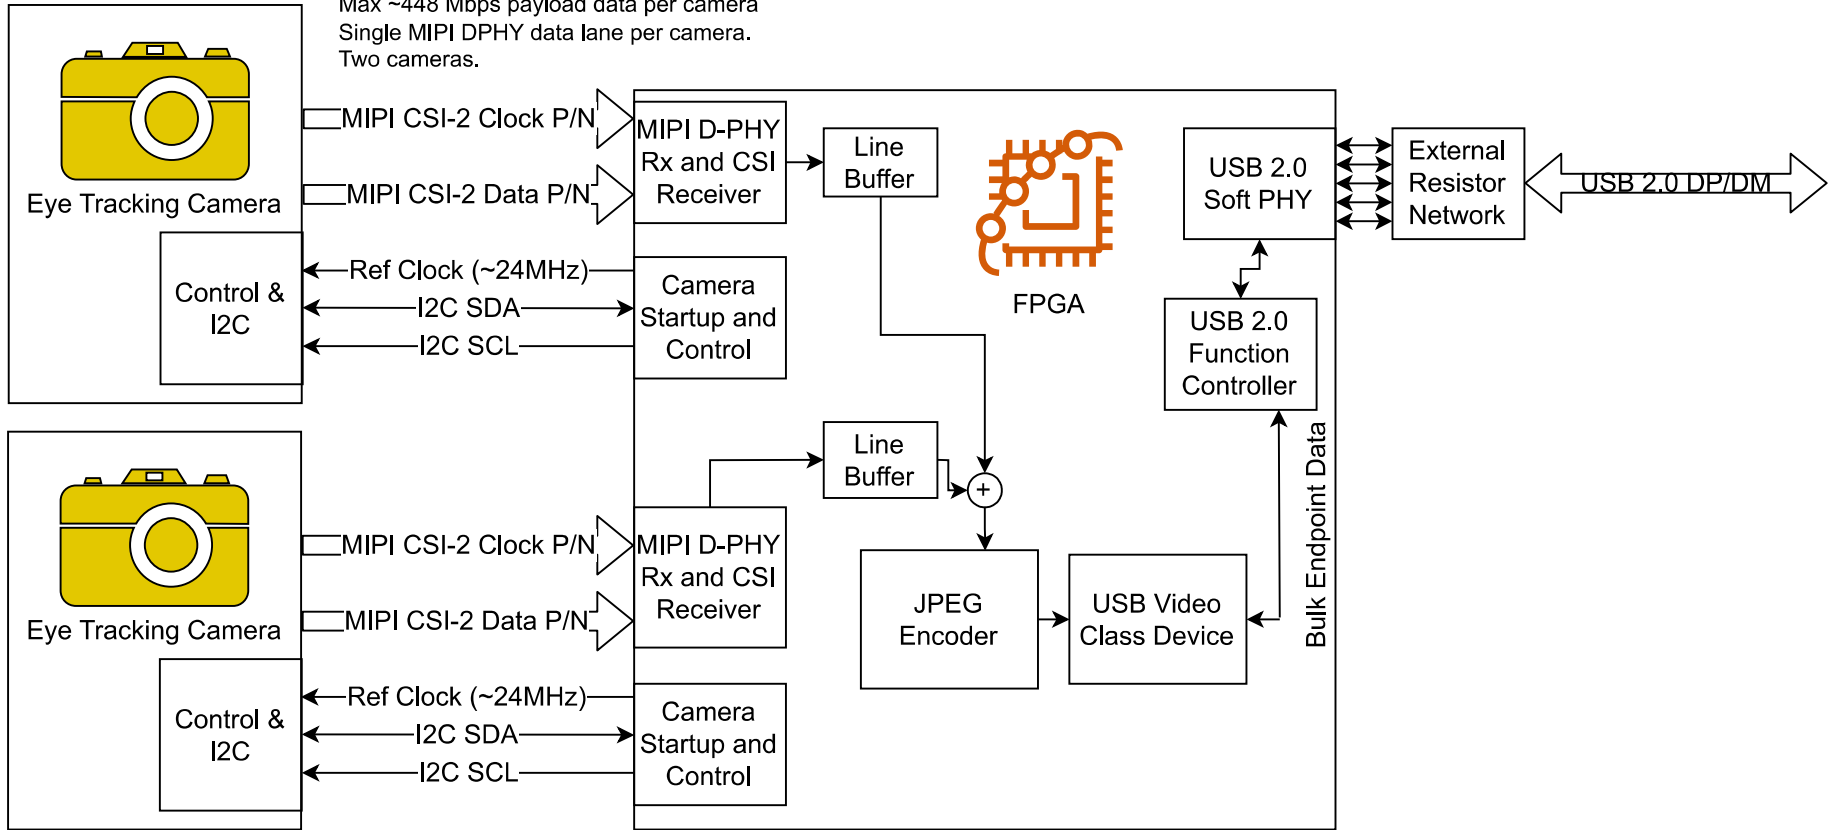 Max ~448 Mbps payload data per camera
Single MIPI DPHY data lane per camera.
Two cameras.
Eye Tracking Camera
MIPI CSI-2 Clock P/N
MIPI CSI-2 Data P/N
Control &
I2C
Ref Clock (~24MHz)
I2C SDA
I2C SCL
MIPI D-PHY
Rx and CSI
Receiver
Camera
Startup and
Control
Line
Buffer
FPGA
USB 2.0
Soft PHY
External
Resistor
Network
USB 2.0 DP/DM
USB 2.0
Function
Controller
Bulk Endpoint Data
Eye Tracking Camera
MIPI CSI-2 Clock P/N
MIPI CSI-2 Data P/N
Control &
I2C
Ref Clock (~24MHz)
I2C SDA
I2C SCL
MIPI D-PHY
Rx and CSI
Receiver
Camera
Startup and
Control
Line
Buffer
+
JPEG
Encoder
USB Video
Class Device